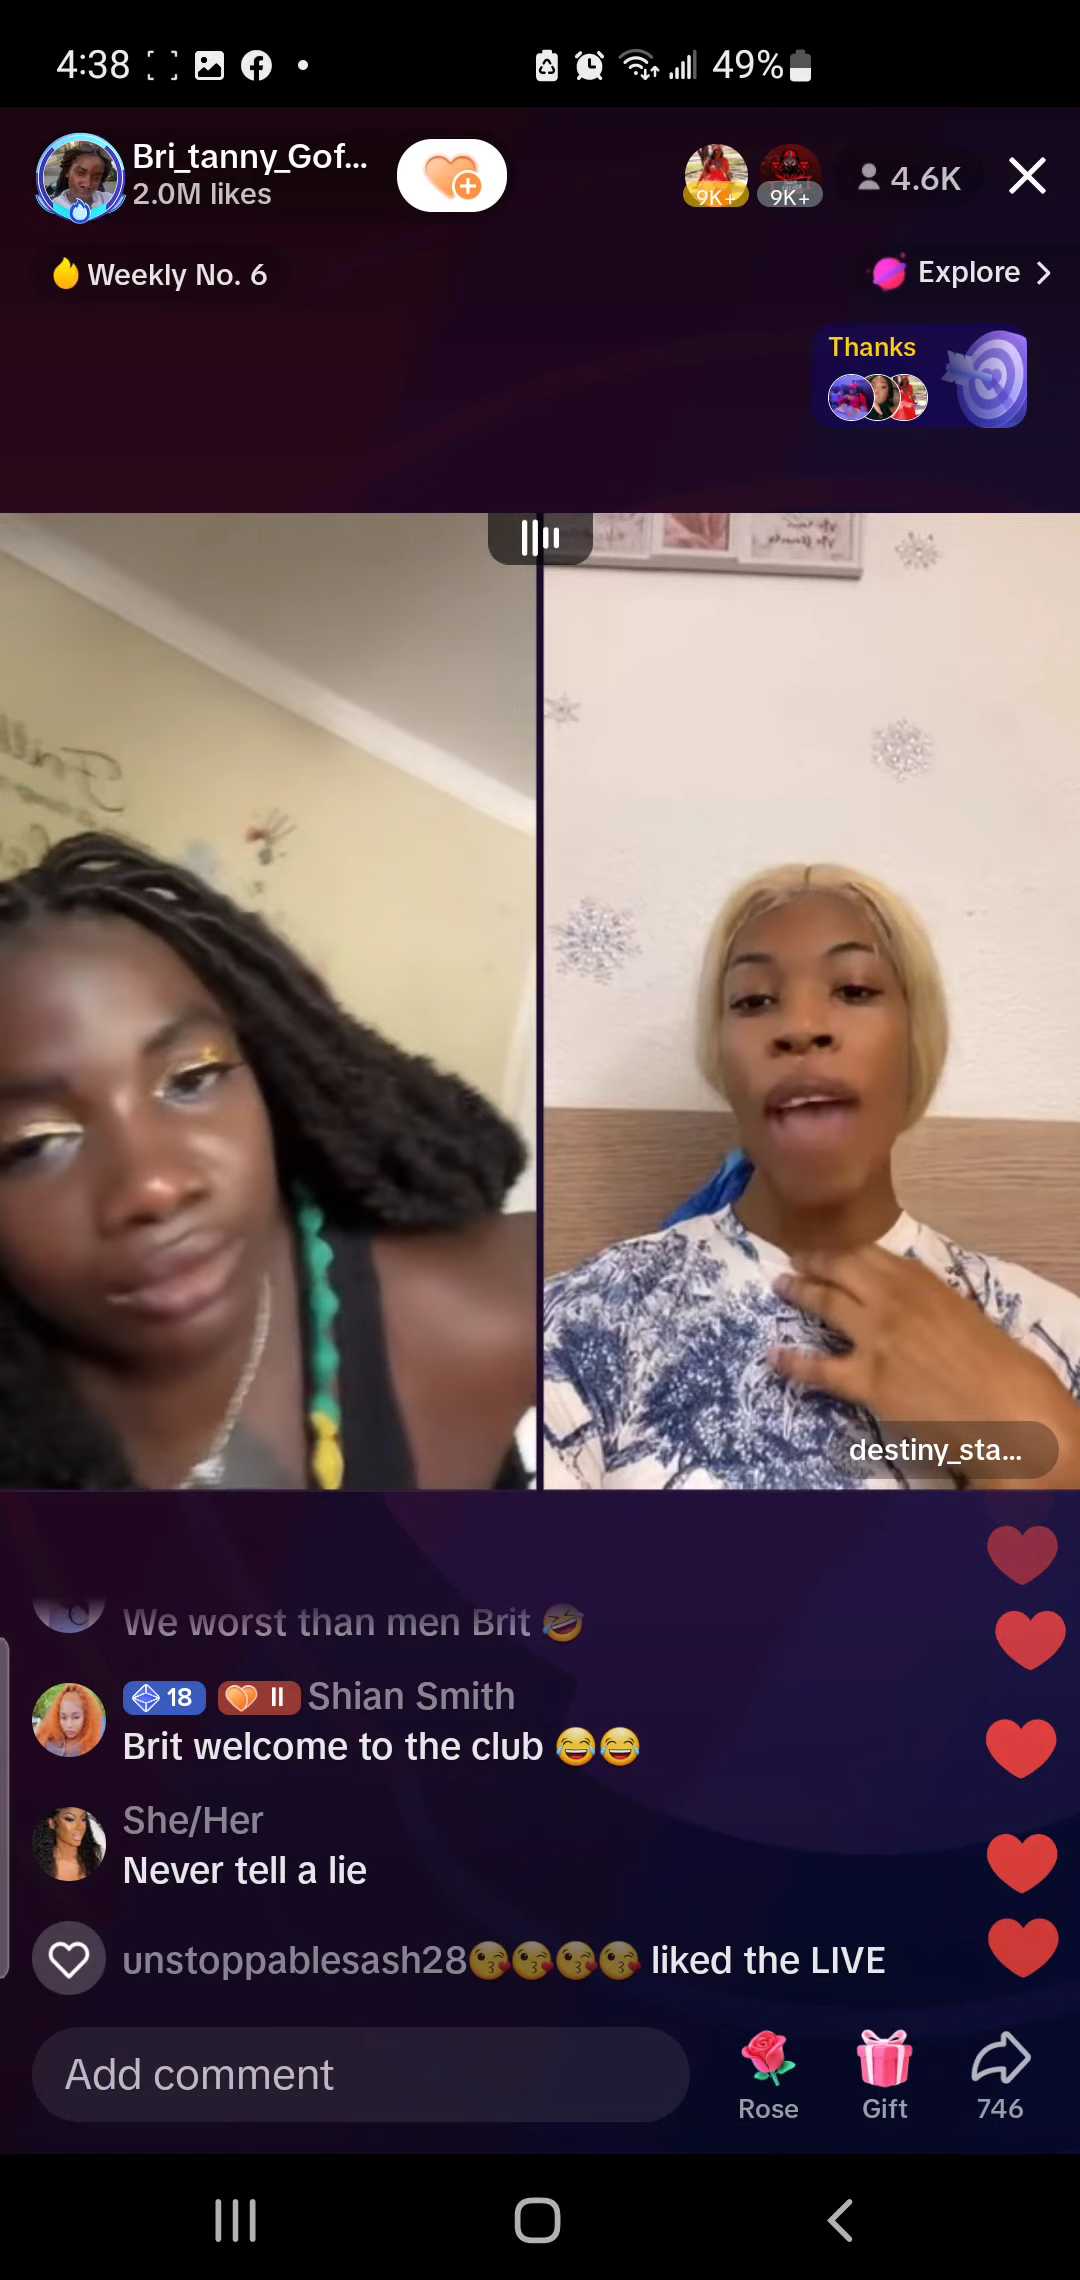 4:38
49%
Bri_tanny_Gof...
2.0M likes
9K+
9K+
4.6K
Weekly No. 6
Explore
Thanks
destiny_sta...
We worst than men Brit 🤣
18 II Shian Smith
Brit welcome to the club 😂😂
She/Her
Never tell a lie
unstoppablesash28😘😘😘😘 liked the LIVE
Add comment
Rose
Gift
746